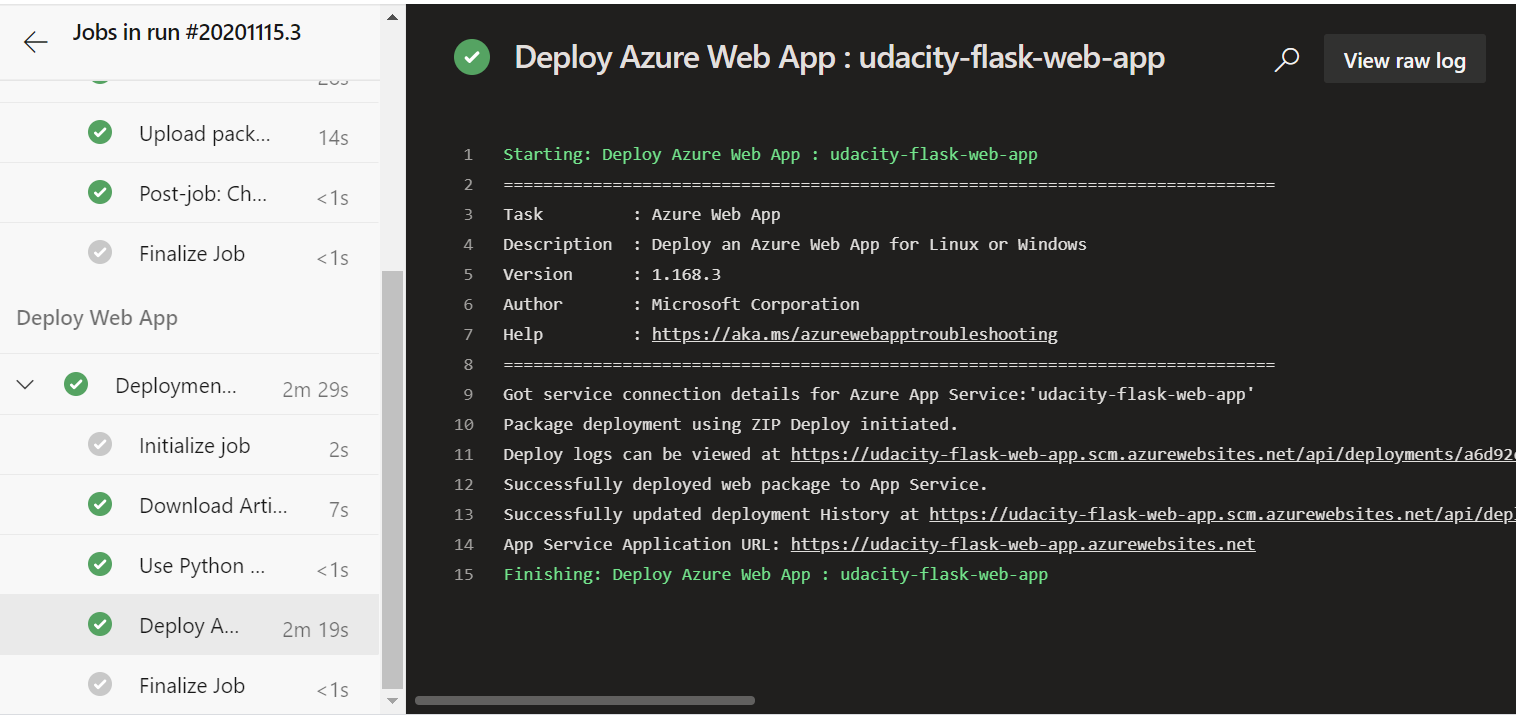 Jobs in run #20201115.3
Upload pack... 14s
Post-job: Ch... <1s
Finalize Job <1s
Deploy Web App
Deploymen... 2m 29s
Initialize job 2s
Download Arti... 7s
Use Python ... <1s
Deploy A... 2m 19s
Finalize Job <1s
Deploy Azure Web App : udacity-flask-web-app
View raw log
1 Starting: Deploy Azure Web App : udacity-flask-web-app
2 ==============================================================================
3 Task         : Azure Web App
4 Description  : Deploy an Azure Web App for Linux or Windows
5 Version      : 1.168.3
6 Author       : Microsoft Corporation
7 Help         : https://aka.ms/azurewebapptroubleshooting
8 ==============================================================================
9 Got service connection details for Azure App Service:'udacity-flask-web-app'
10 Package deployment using ZIP Deploy initiated.
11 Deploy logs can be viewed at https://udacity-flask-web-app.scm.azurewebsites.net/api/deployments/a6d92
12 Successfully deployed web package to App Service.
13 Successfully updated deployment History at https://udacity-flask-web-app.scm.azurewebsites.net/api/depl
14 App Service Application URL: https://udacity-flask-web-app.azurewebsites.net
15 Finishing: Deploy Azure Web App : udacity-flask-web-app